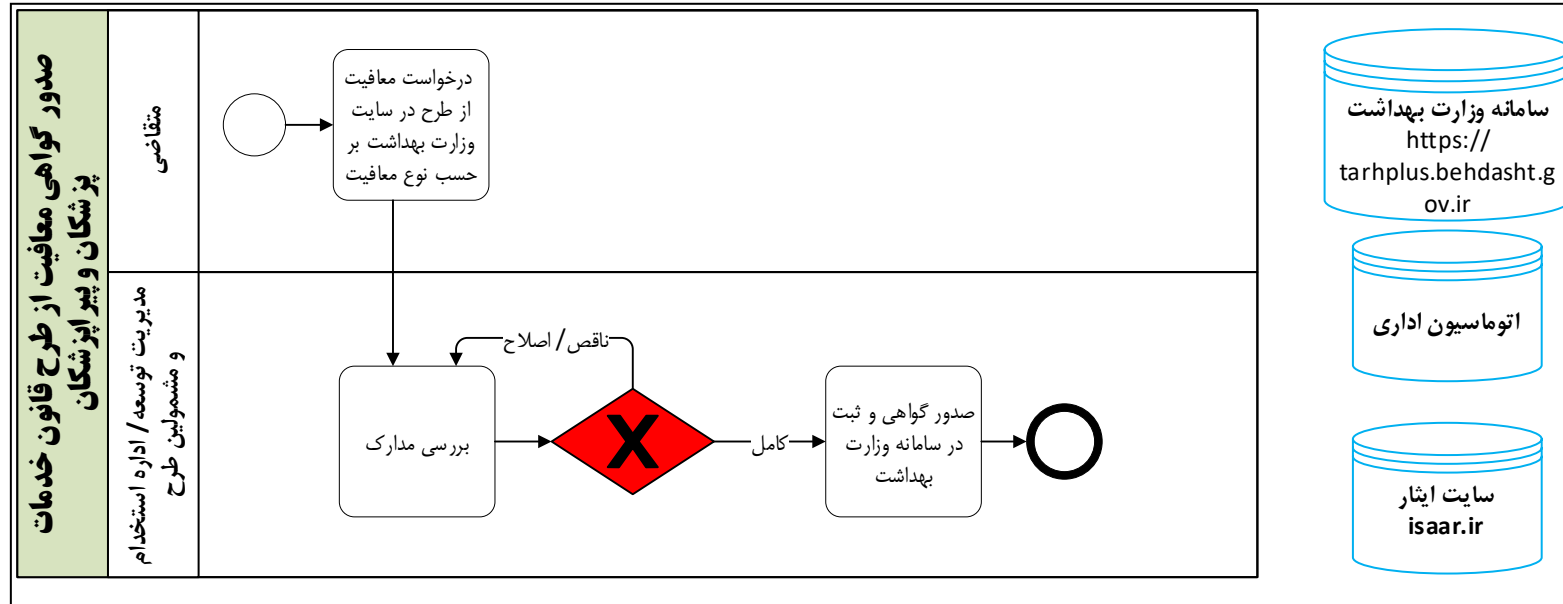 صدور گواهی معافیت از طرح قانون خدمات
پزشکان و پیراپزشکان
متقاضی
درخواست معافیت
از طرح در سایت
وزارت بهداشت بر
حسب نوع معافیت
مدیریت توسعه/ اداره استخدام
و مشمولین طرح
بررسی مدارک
ناقص/ اصلاح
X
کامل
صدور گواهی و ثبت
در سامانه وزارت
بهداشت
سامانه وزارت بهداشت
https://
tarhplus.behdasht.g
ov.ir
اتوماسیون اداری
سایت ایثار
isaar.ir